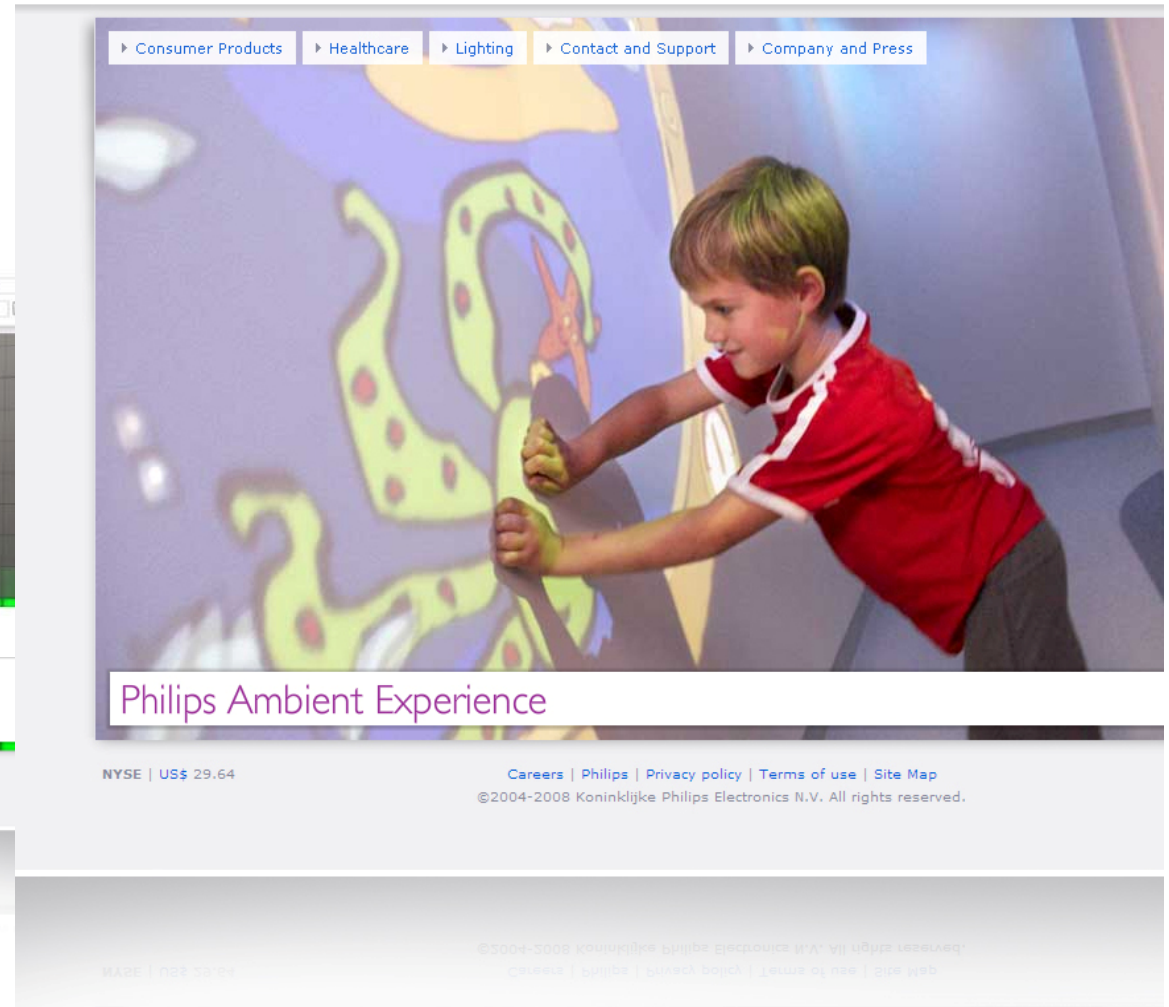 Consumer Products Healthcare Lighting Contact and Support Company and Press
Philips Ambient Experience
NYSE | US$ 29.64
Careers | Philips | Privacy policy | Terms of use | Site Map
©2004-2008 Koninklijke Philips Electronics N.V. All rights reserved.